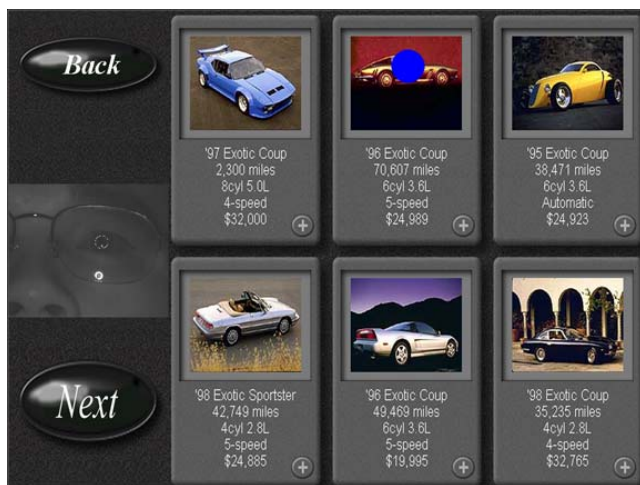 Back
'97 Exotic Coup
2,300 miles
8cyl 5.0L
4-speed
$32,000
'96 Exotic Coup
70,607 miles
6cyl 3.6L
5-speed
$24,989
'95 Exotic Coup
38,471 miles
6cyl 3.6L
Automatic
$24,923
Next
'98 Exotic Sportster
42,749 miles
4cyl 2.8L
5-speed
$24,885
'96 Exotic Coup
49,469 miles
6cyl 3.6L
5-speed
$19,995
'98 Exotic Coup
35,235 miles
4cyl 2.8L
4-speed
$32,765